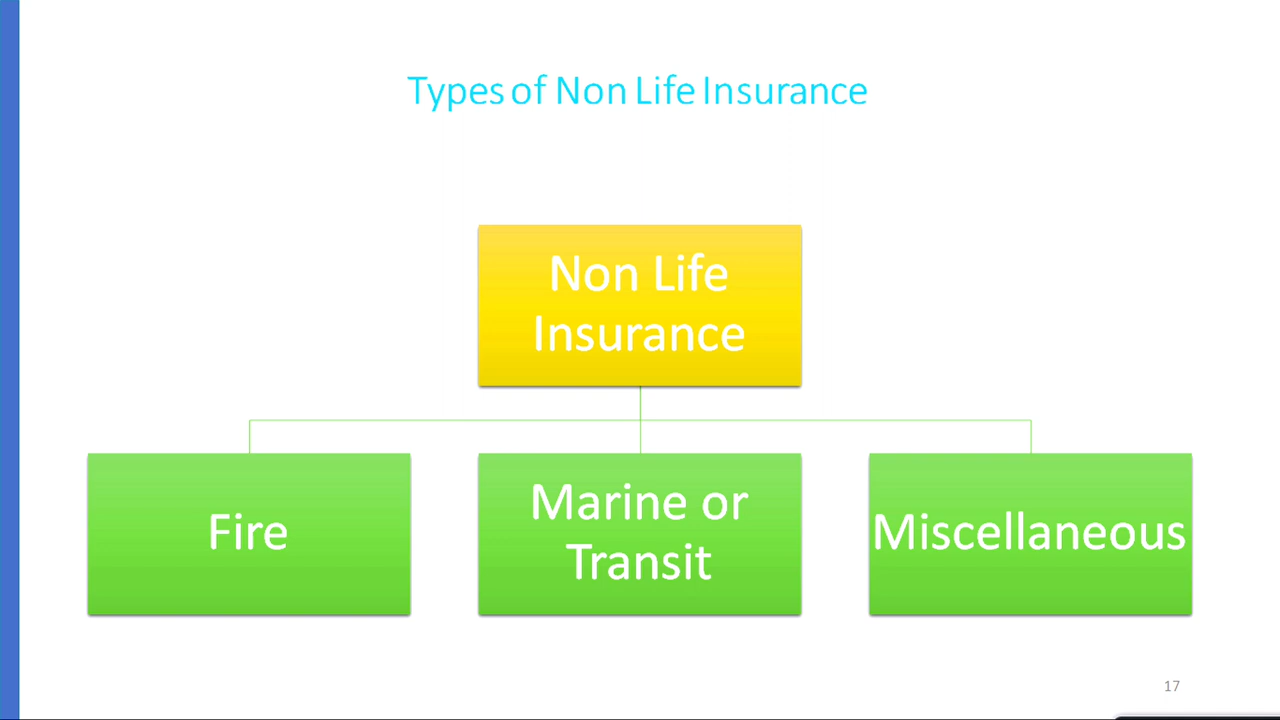 Types of Non Life Insurance
Non Life
Insurance
Fire
Marine or
Transit
Miscellaneous
17